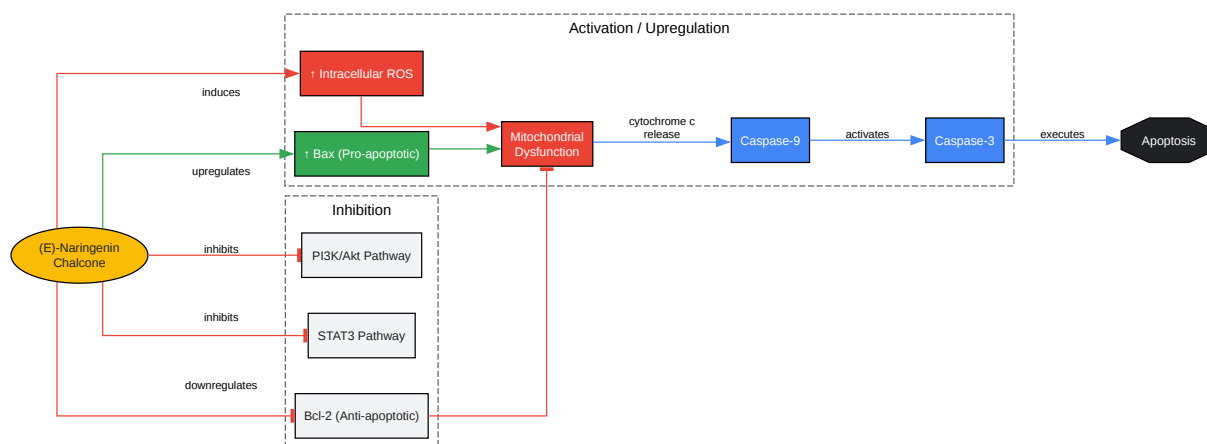 Activation / Upregulation
↑ Intracellular ROS
induces
↑ Bax (Pro-apoptotic)
upregulates
Mitochondrial
Dysfunction
cytochrome c
release
Caspase-9
activates
Caspase-3
executes
Apoptosis
Inhibition
(E)-Naringenin
Chalcone
inhibits
PI3K/Akt Pathway
inhibits
STAT3 Pathway
downregulates
Bcl-2 (Anti-apoptotic)